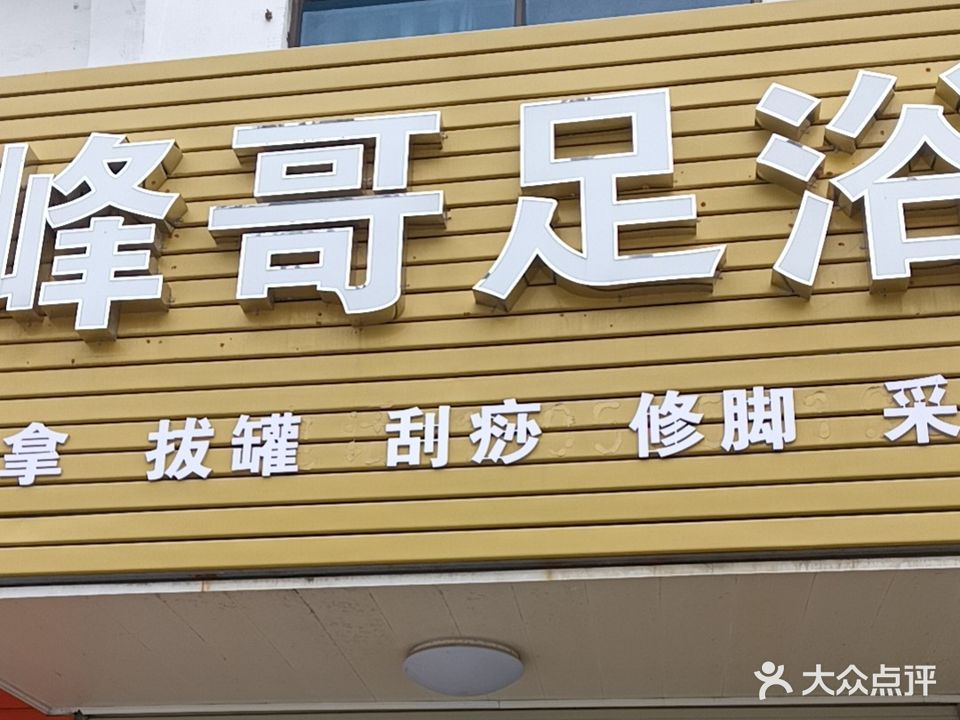 峰哥足浴
拿 拔罐 刮痧 修脚 采
大众点评